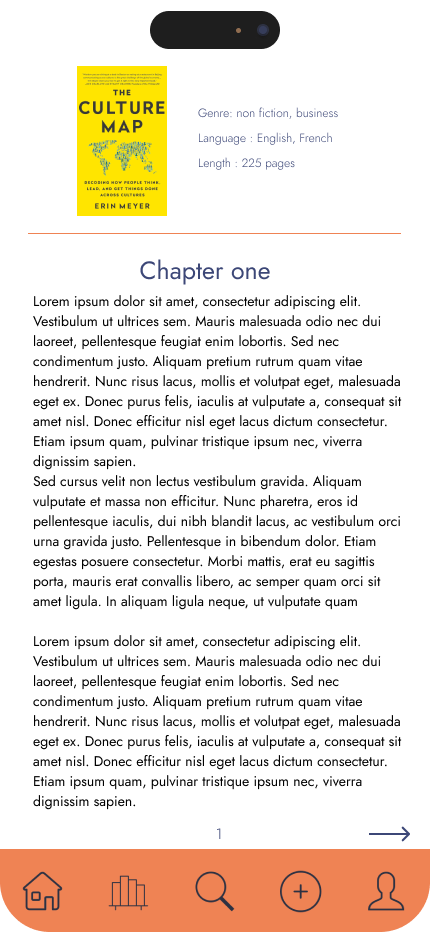 THE
CULTURE
MAP
DECODING HOW PEOPLE THINK,
LEAD, AND GET THINGS DONE
ACROSS CULTURES
ERIN MEYER
Genre: non fiction, business
Language : English, French
Length : 225 pages
Chapter one
Lorem ipsum dolor sit amet, consectetur adipiscing elit.
Vestibulum ut ultrices sem. Mauris malesuada odio nec dui
laoreet, pellentesque feugiat enim lobortis. Sed nec
condimentum justo. Aliquam pretium rutrum quam vitae
hendrerit. Nunc risus lacus, mollis et volutpat eget, malesuada
eget ex. Donec purus felis, iaculis at vulputate a, consequat sit
amet nisl. Donec efficitur nisl eget lacus dictum consectetur.
Etiam ipsum quam, pulvinar tristique ipsum nec, viverra
dignissim sapien.
Sed cursus velit non lectus vestibulum gravida. Aliquam
vulputate et massa non efficitur. Nunc pharetra, eros id
pellentesque iaculis, dui nibh blandit lacus, ac vestibulum orci
urna gravida justo. Pellentesque in bibendum dolor. Etiam
egestas posuere consectetur. Morbi mattis, erat eu sagittis
porta, mauris erat convallis libero, ac semper quam orci sit
amet ligula. In aliquam ligula neque, ut vulputate quam
Lorem ipsum dolor sit amet, consectetur adipiscing elit.
Vestibulum ut ultrices sem. Mauris malesuada odio nec dui
laoreet, pellentesque feugiat enim lobortis. Sed nec
condimentum justo. Aliquam pretium rutrum quam vitae
hendrerit. Nunc risus lacus, mollis et volutpat eget, malesuada
eget ex. Donec purus felis, iaculis at vulputate a, consequat sit
amet nisl. Donec efficitur nisl eget lacus dictum consectetur.
Etiam ipsum quam, pulvinar tristique ipsum nec, viverra
dignissim sapien.
1